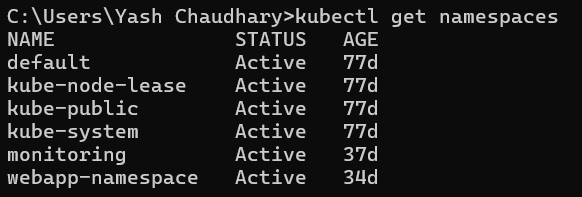 C:\Users\Yash Chaudhary>kubectl get namespaces
NAME                STATUS   AGE
default             Active   77d
kube-node-lease     Active   77d
kube-public         Active   77d
kube-system         Active   77d
monitoring          Active   37d
webapp-namespace    Active   34d